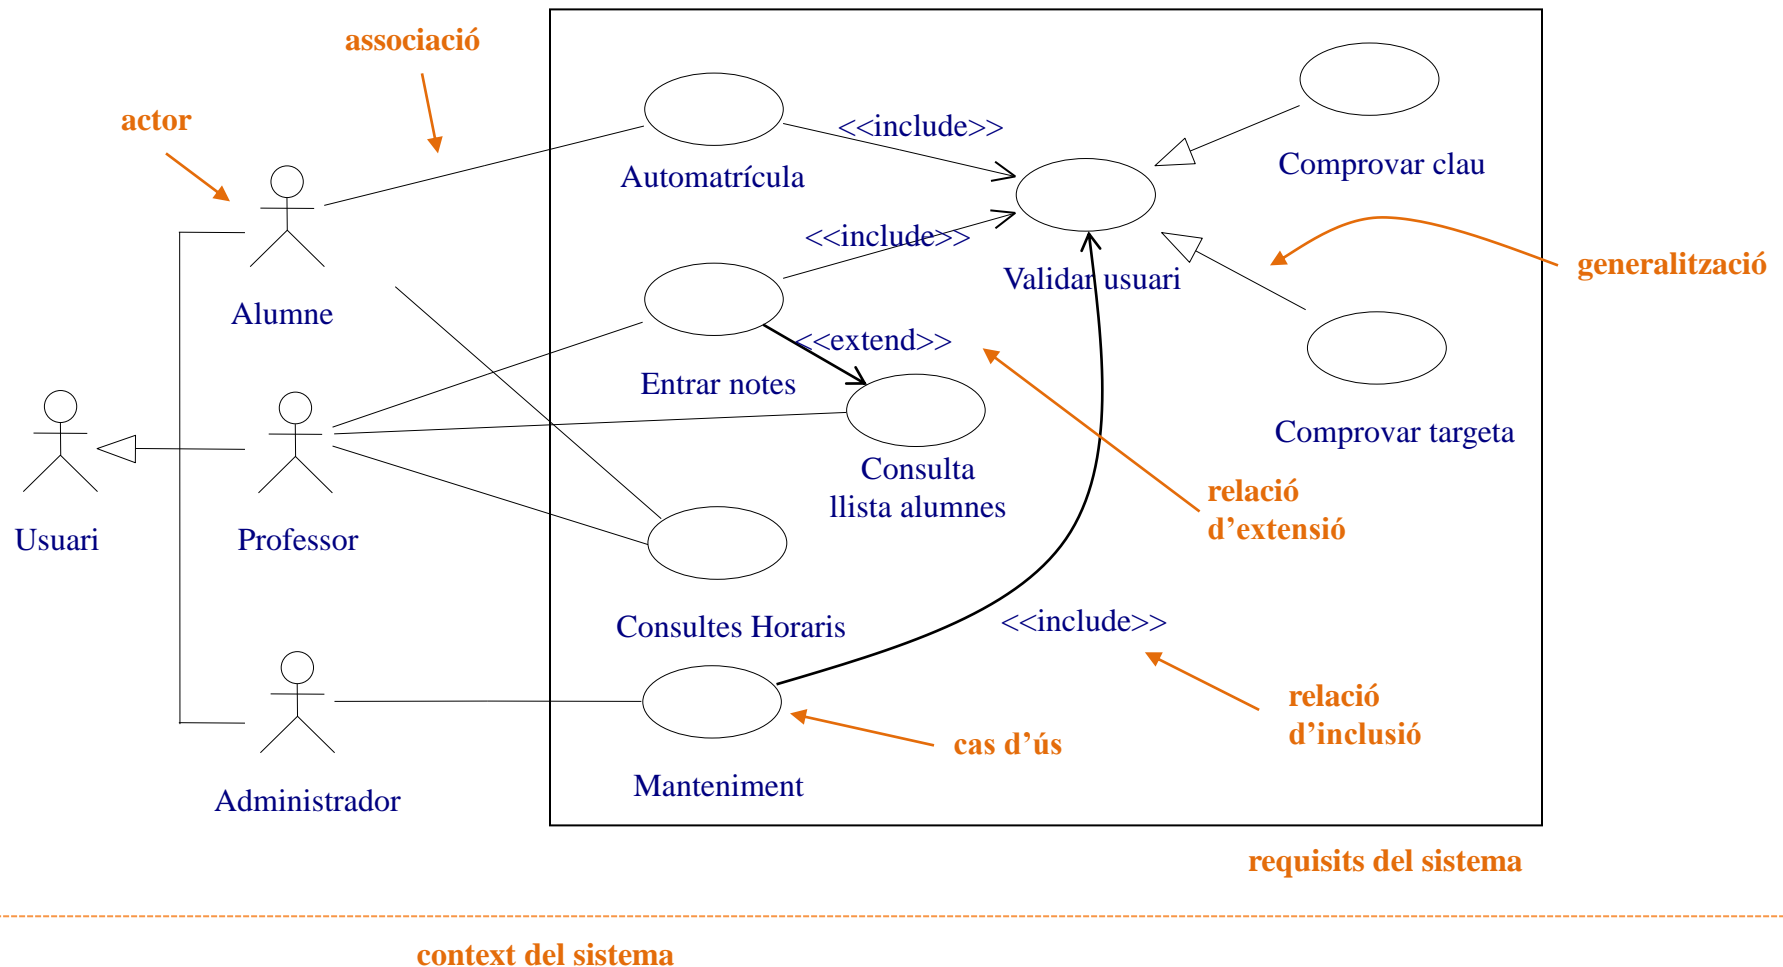 associació
actor
<<include>>
Comprovar clau
Automatrícula
<<include>>
Validar usuari
generalització
Alumne
<<extend>>
Entrar notes
Comprovar targeta
Consulta
llista alumnes
relació
d’extensió
Usuari
Professor
Consultes Horaris
<<include>>
relació
d’inclusió
cas d’ús
Manteniment
Administrador
requisits del sistema
context del sistema